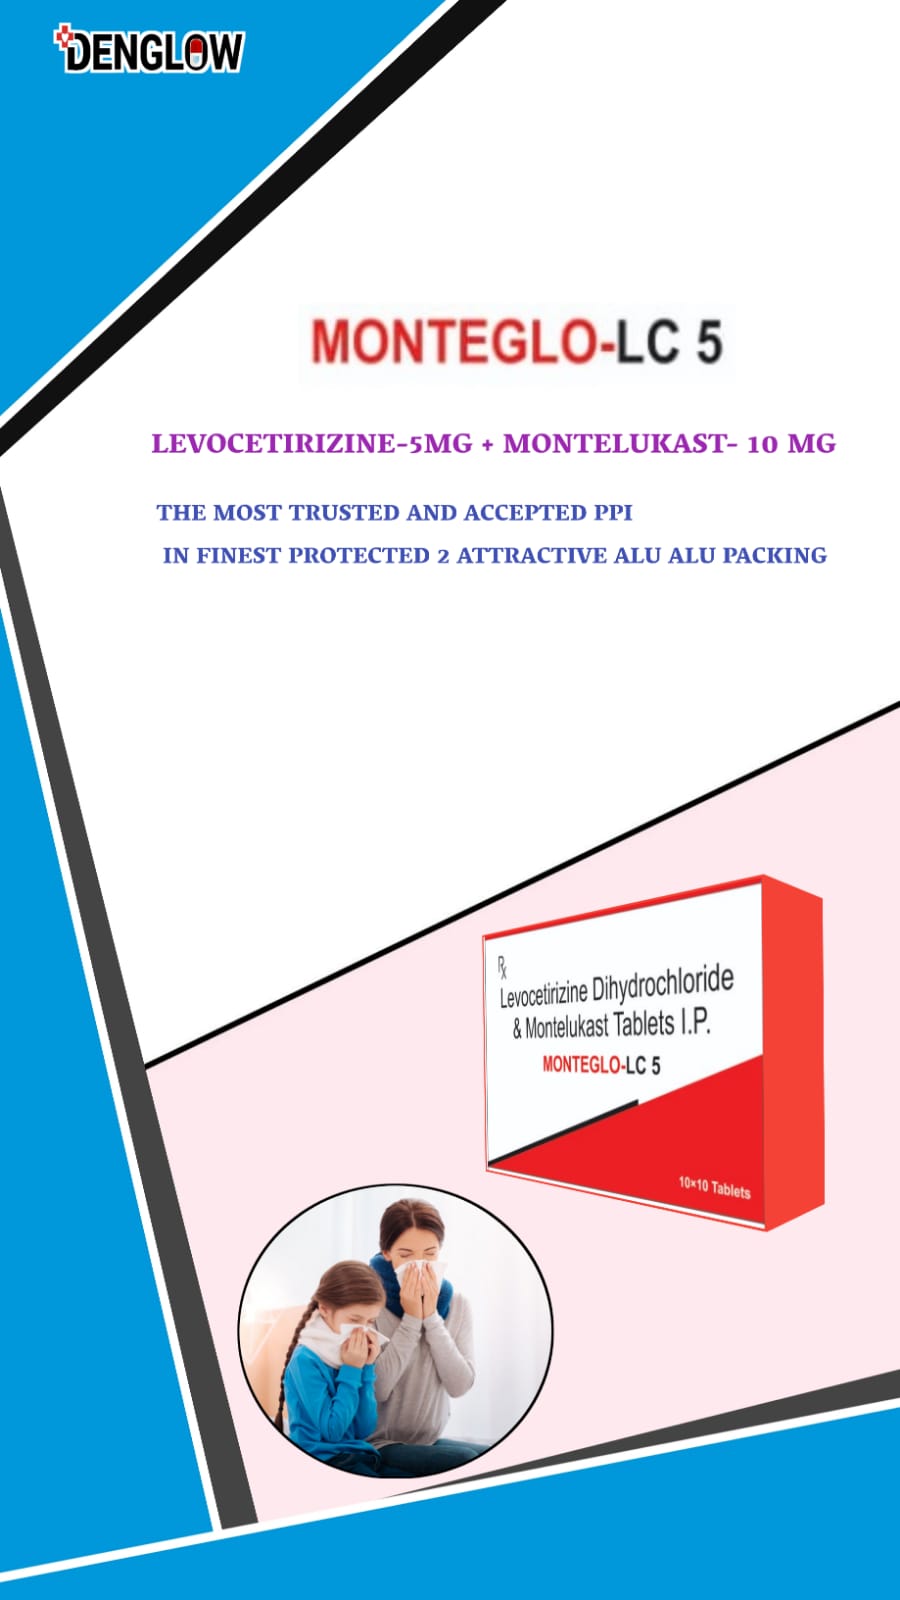 DENGLOW
MONTEGLO-LC 5
LEVOCETIRIZINE-5MG + MONTELUKAST- 10 MG
THE MOST TRUSTED AND ACCEPTED PPI
IN FINEST PROTECTED 2 ATTRACTIVE ALU ALU PACKING
Rx
Levocetirizine Dihydrochloride
& Montelukast Tablets I.P.
MONTEGLO-LC 5
10×10 Tablets